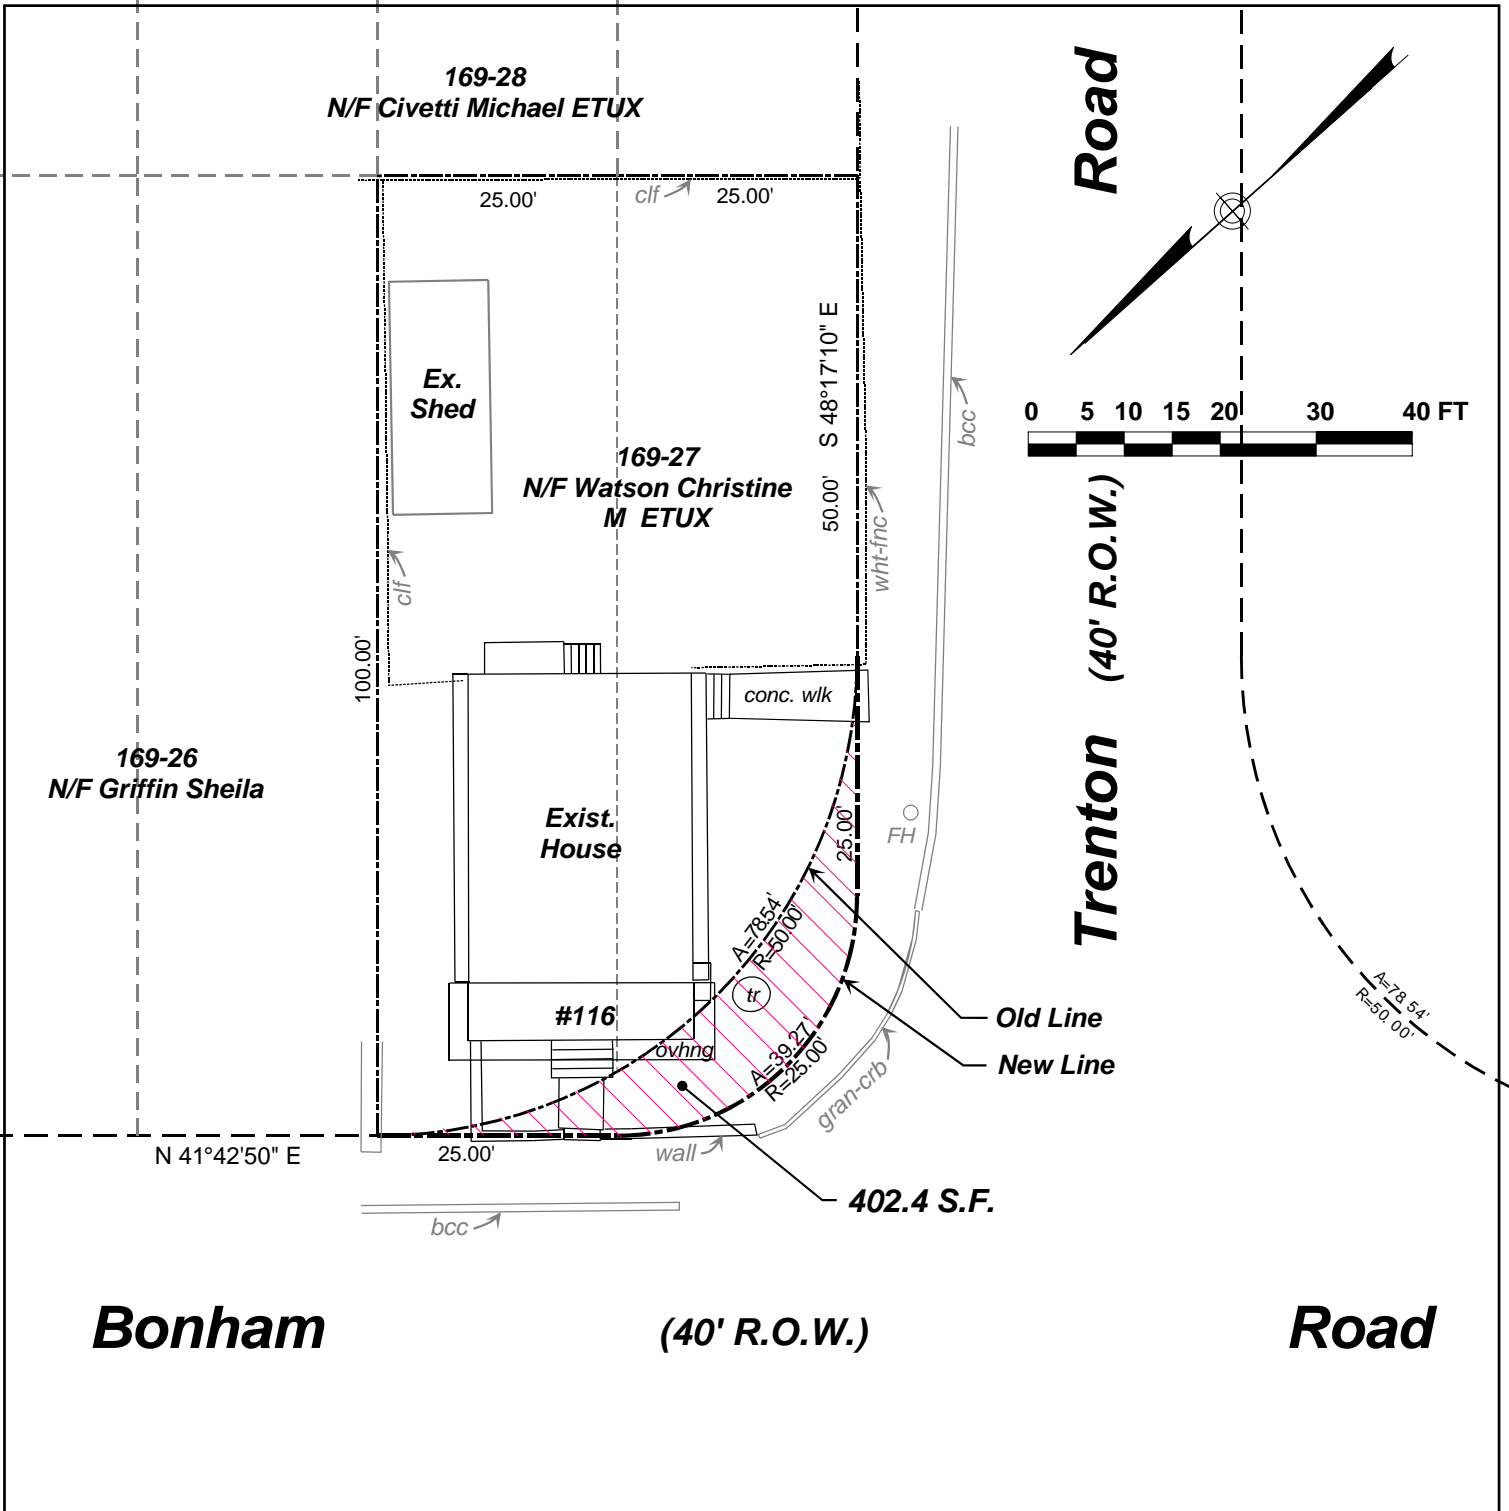 169-28
N/F Civetti Michael ETUX
25.00'
clf
25.00'
Road
Ex.
Shed
S 48°17'10" E
50.00'
bcc
0 5 10 15 20 30 40 FT
169-27
N/F Watson Christine
M ETUX
wht-fnc
clf
(40' R.O.W.)
100.00'
conc. wlk
169-26
N/F Griffin Sheila
Exist.
House
25.00'
FH
Trenton
A=78.54'
R=50.00'
tr
#116
ovhng
A=39.27'
R=25.00'
Old Line
New Line
A=78.54'
R=50.00'
gran-crb
N 41°42'50" E
25.00'
wall
402.4 S.F.
bcc
Bonham (40' R.O.W.) Road